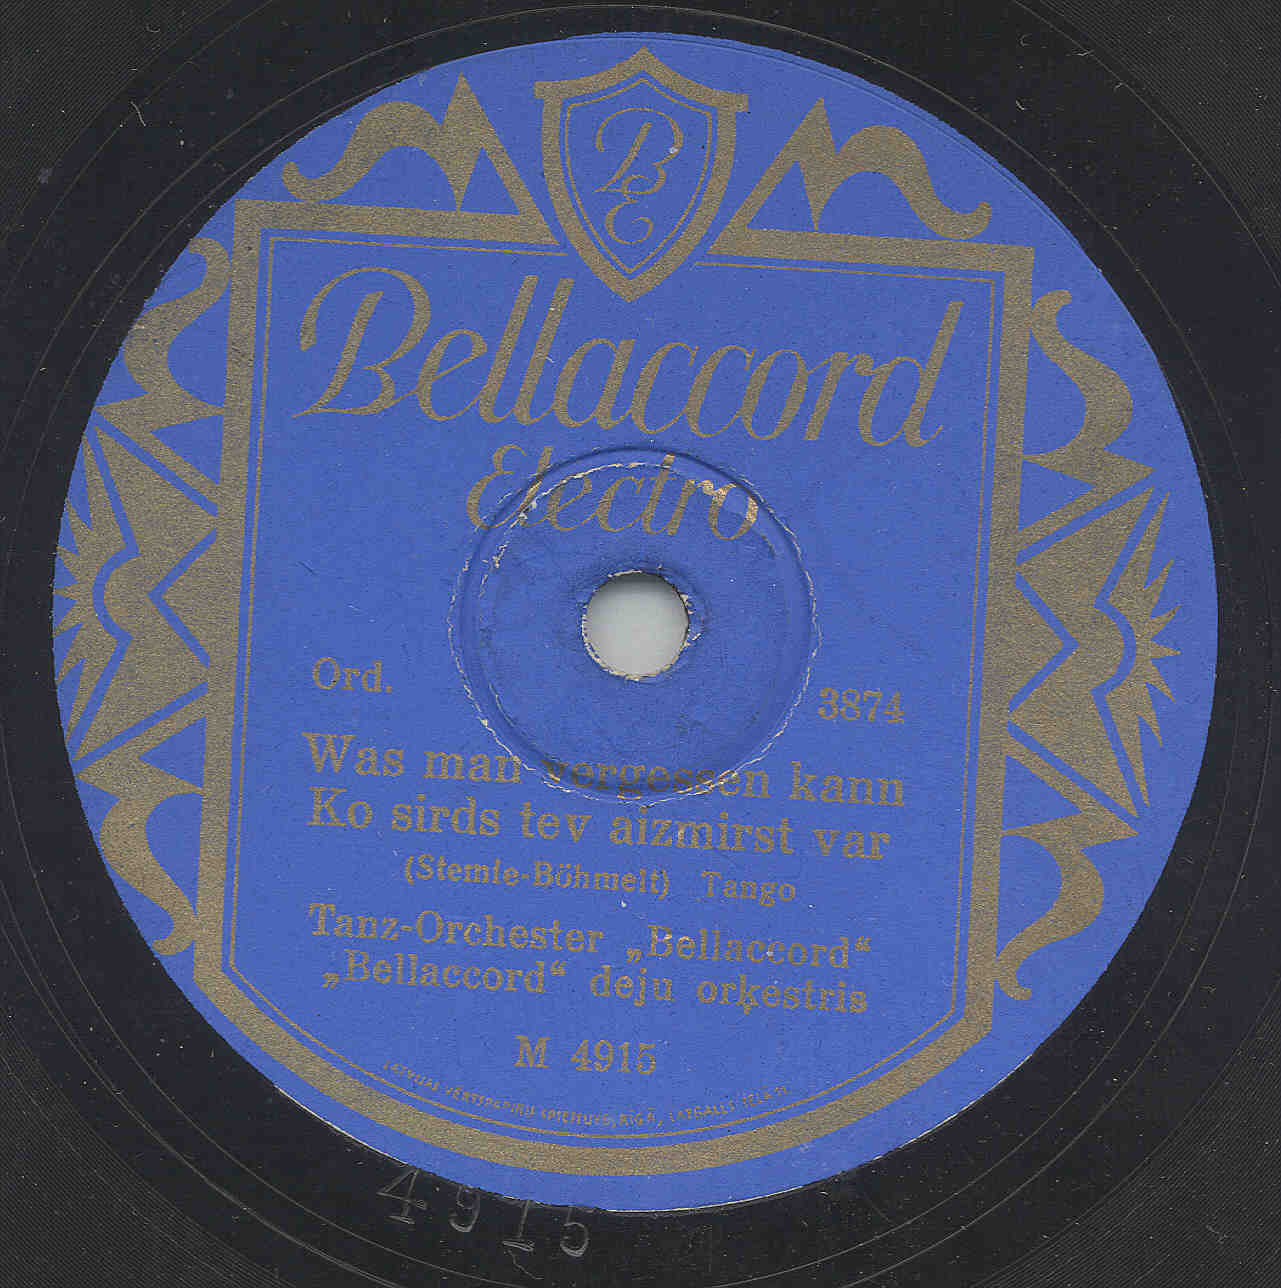 B E
Bellaccord
Electro
Ord.
3874
Was man vergessen kann
Ko sirds tev aizmirst var
(Stemle-Böhmelt) Tango
Tanz-Orchester „Bellaccord“
„Bellaccord“ deju orķestris
M 4915
RIGĀ,
4915